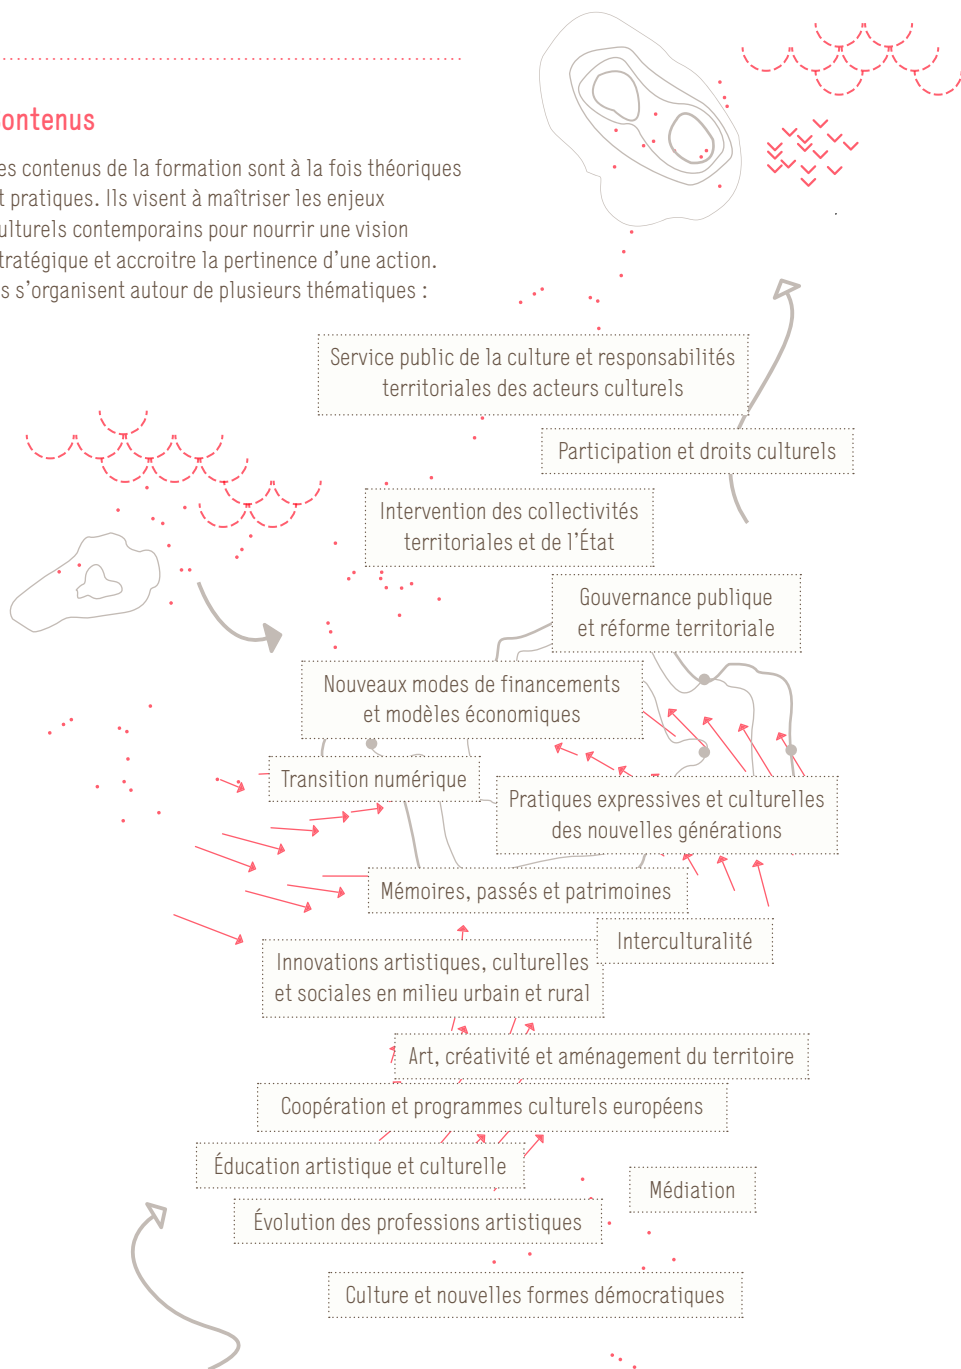 ontenus
es contenus de la formation sont à la fois théoriques
t pratiques. Ils visent à maîtriser les enjeux
ulturels contemporains pour nourrir une vision
tratégique et accroitre la pertinence d’une action.
s s’organisent autour de plusieurs thématiques :
Service public de la culture et responsabilités
territoriales des acteurs culturels
Participation et droits culturels
Intervention des collectivités
territoriales et de l’État
Gouvernance publique
et réforme territoriale
Nouveaux modes de financements
et modèles économiques
Transition numérique
Pratiques expressives et culturelles
des nouvelles générations
Mémoires, passés et patrimoines
Interculturalité
Innovations artistiques, culturelles
et sociales en milieu urbain et rural
Art, créativité et aménagement du territoire
Coopération et programmes culturels européens
Éducation artistique et culturelle
Médiation
Évolution des professions artistiques
Culture et nouvelles formes démocratiques